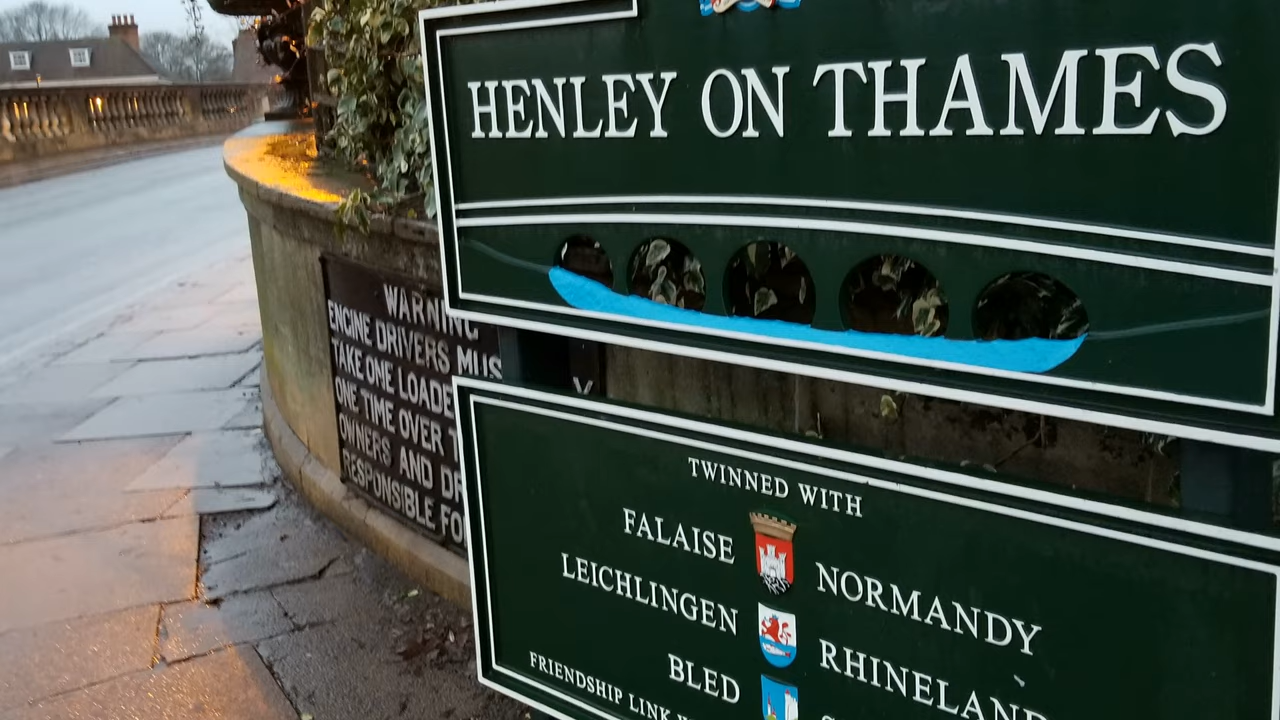 HENLEY ON THAMES
WARNING
ENGINE DRIVERS MUS
TAKE ONE LOADE
ONE TIME OVER T
OWNERS AND DR
RESPONSIBLE FO
TWINNED WITH
FALAISE NORMANDY
LEICHLINGEN RHINELAND
BLED
FRIENDSHIP LINK